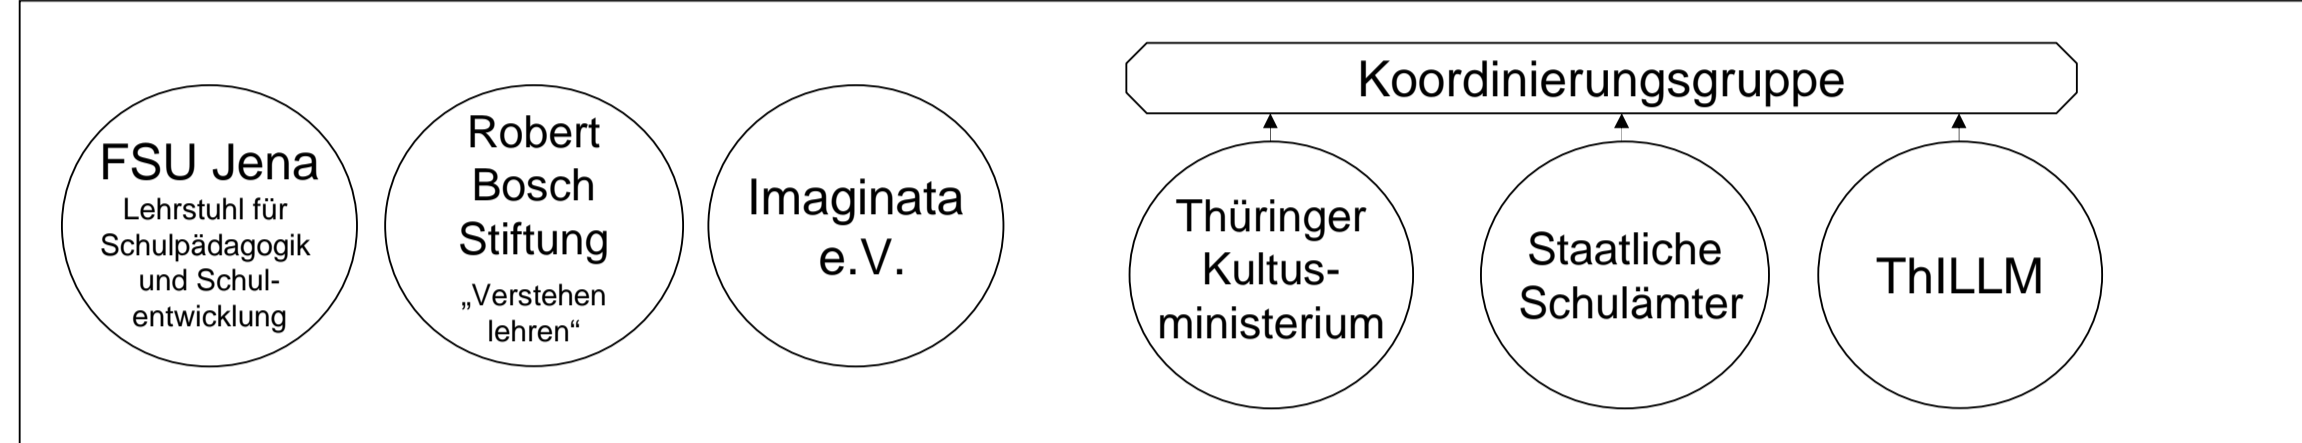 FSU Jena
Lehrstuhl für
Schulpädagogik
und Schul-
entwicklung
Robert
Bosch
Stiftung
„Verstehen
lehren“
Imaginata
e.V.
Koordinierungsgruppe
Thüringer
Kultus-
ministerium
Staatliche
Schulämter
ThILLM